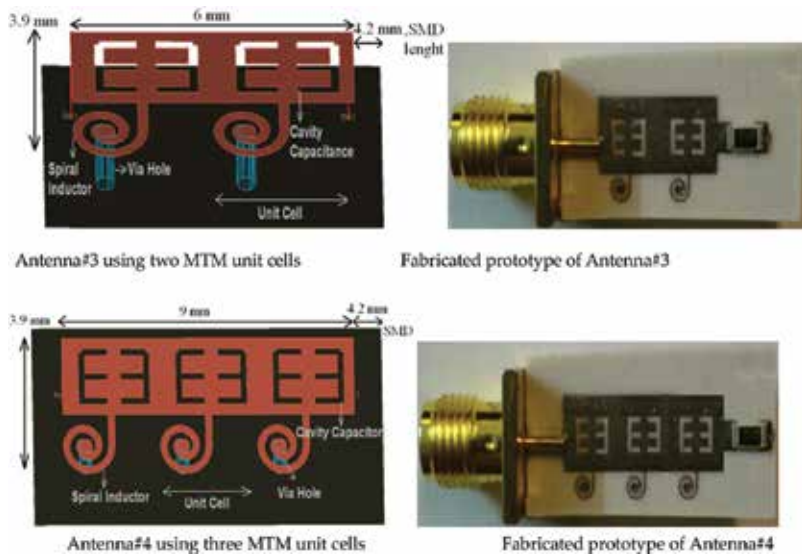 3.9 mm
6 mm
4.2 mm ,SMD
lenght
Cavity
Capacitance
Spiral
Inductor
->Via Hole
Unit Cell
Antenna#3 using two MTM unit cells
Fabricated prototype of Antenna#3
3.9 mm
9 mm
4.2 mm
SMD
Cavity Capacitor
Spiral Inductor
Unit Cell
Via Hole
Antenna#4 using three MTM unit cells
Fabricated prototype of Antenna#4